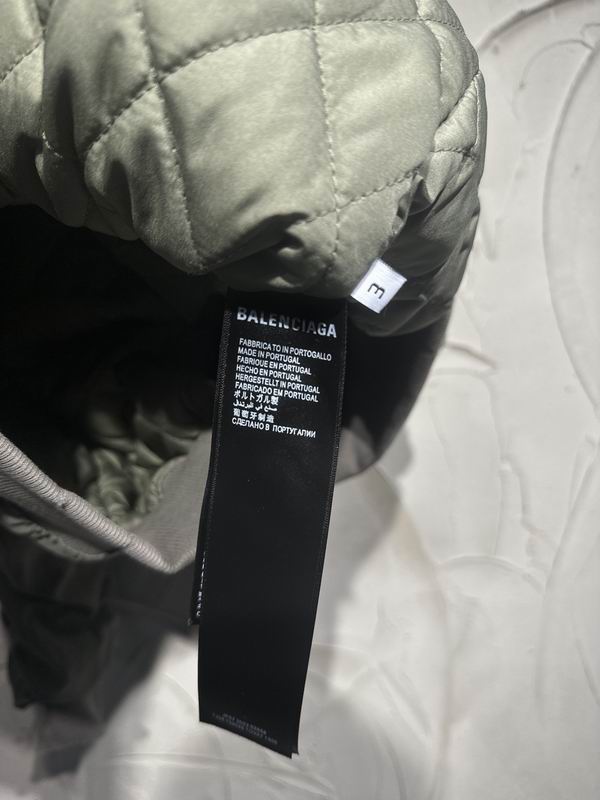 3
BALENCIAGA
FABBRICATO IN PORTOGALLO
MADE IN PORTUGAL
FABRIQUE EN PORTUGAL
HECHO EN PORTUGAL
HERGESTELLT IN PORTUGAL
FABRICADO EM PORTUGAL
ポルトガル製
صنع في البرتغال
葡萄牙制造
СДЕЛАНО В ПОРТУГАЛИИ